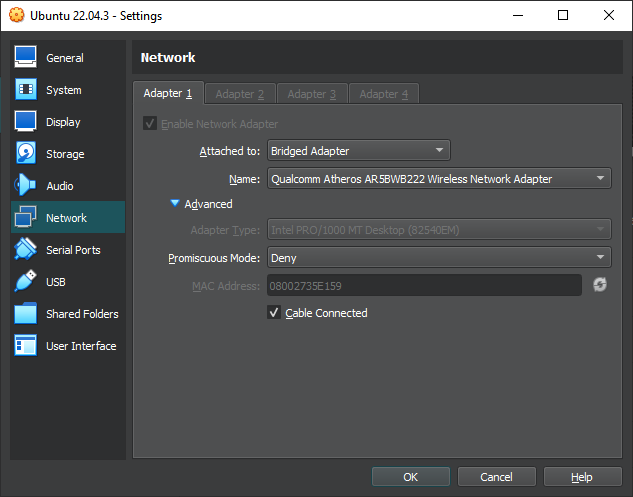 Ubuntu 22.04.3 - Settings
General
System
Display
Storage
Audio
Network
Serial Ports
USB
Shared Folders
User Interface
Network
Adapter 1 Adapter 2 Adapter 3 Adapter 4
Enable Network Adapter
Attached to: Bridged Adapter
Name: Qualcomm Atheros AR5BWB222 Wireless Network Adapter
Advanced
Adapter Type: Intel PRO/1000 MT Desktop (82540EM)
Promiscuous Mode: Deny
MAC Address: 08002735E159
Cable Connected
OK Cancel Help